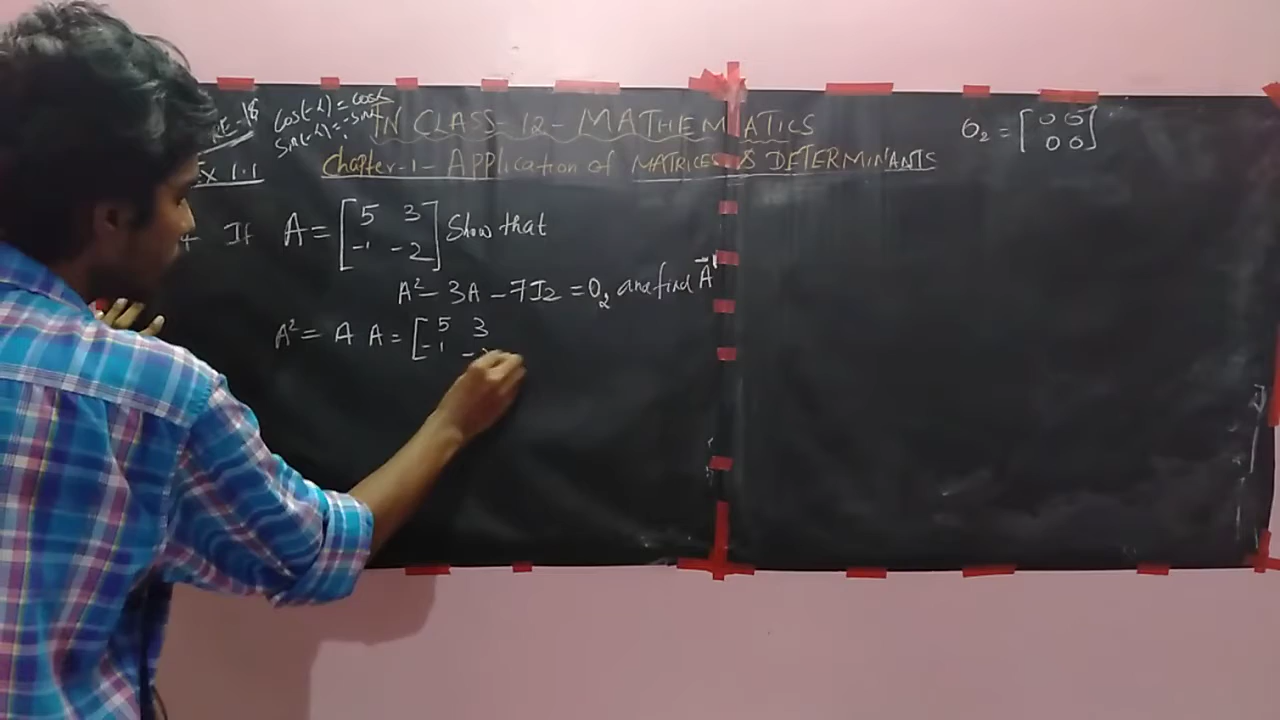 Cos(-α) = Cosα
Sin(-α) = -Sinα
TN CLASS-12-MATHEMATICS
Chapter-1-Application of MATRICES & DETERMINANTS
Ex 1.1
O₂ = [0 0
0 0]
If A = [5 3
-1 -2] Show that
A² - 3A - 7I₂ = O₂ and find A⁻¹
A² = A A = [5 3
-1